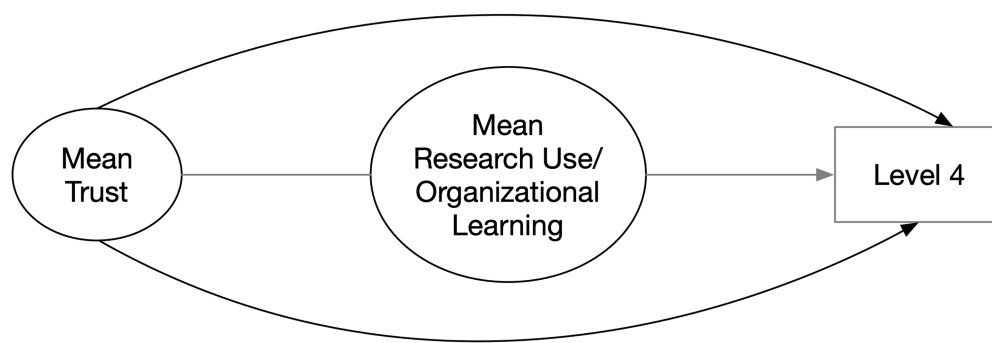 Mean
Trust
Mean
Research Use/
Organizational
Learning
Level 4